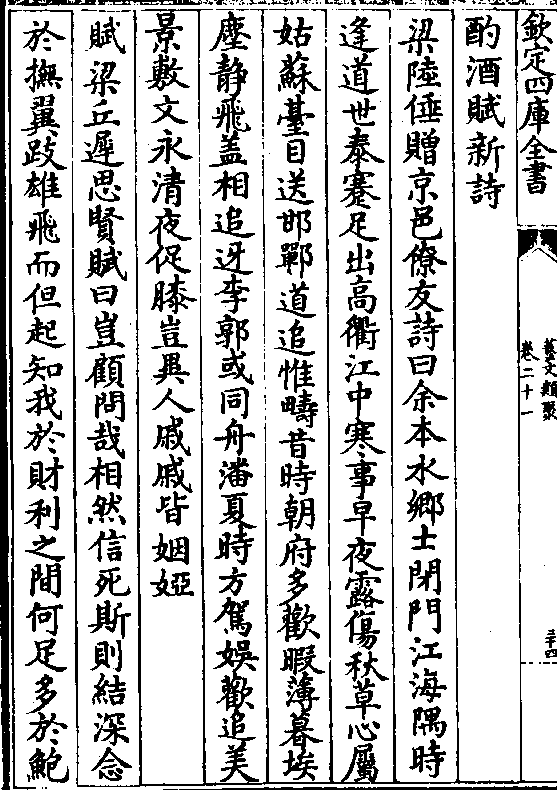 欽定四庫全書
藝文類聚
卷二十一
三十四
酌酒賦新詩
梁陸倕贈京邑僚友詩曰余本水鄉士閉門江海隅時
逢道世泰蹇足出高衢江中寒事早夜露傷秋草心屬
姑蘇臺目送邯鄲道追惟疇昔時朝府多歡暇薄暮埃
塵静飛盖相追迓李郭或同舟潘夏時方駕娛歡追美
景敷文永清夜促膝豈異人戚戚皆姻婭
賦梁丘遲思賢賦曰豈顧問哉相然信死斯則結深念
於撫翼跂雄飛而但起知我於財利之間何足多於鮑